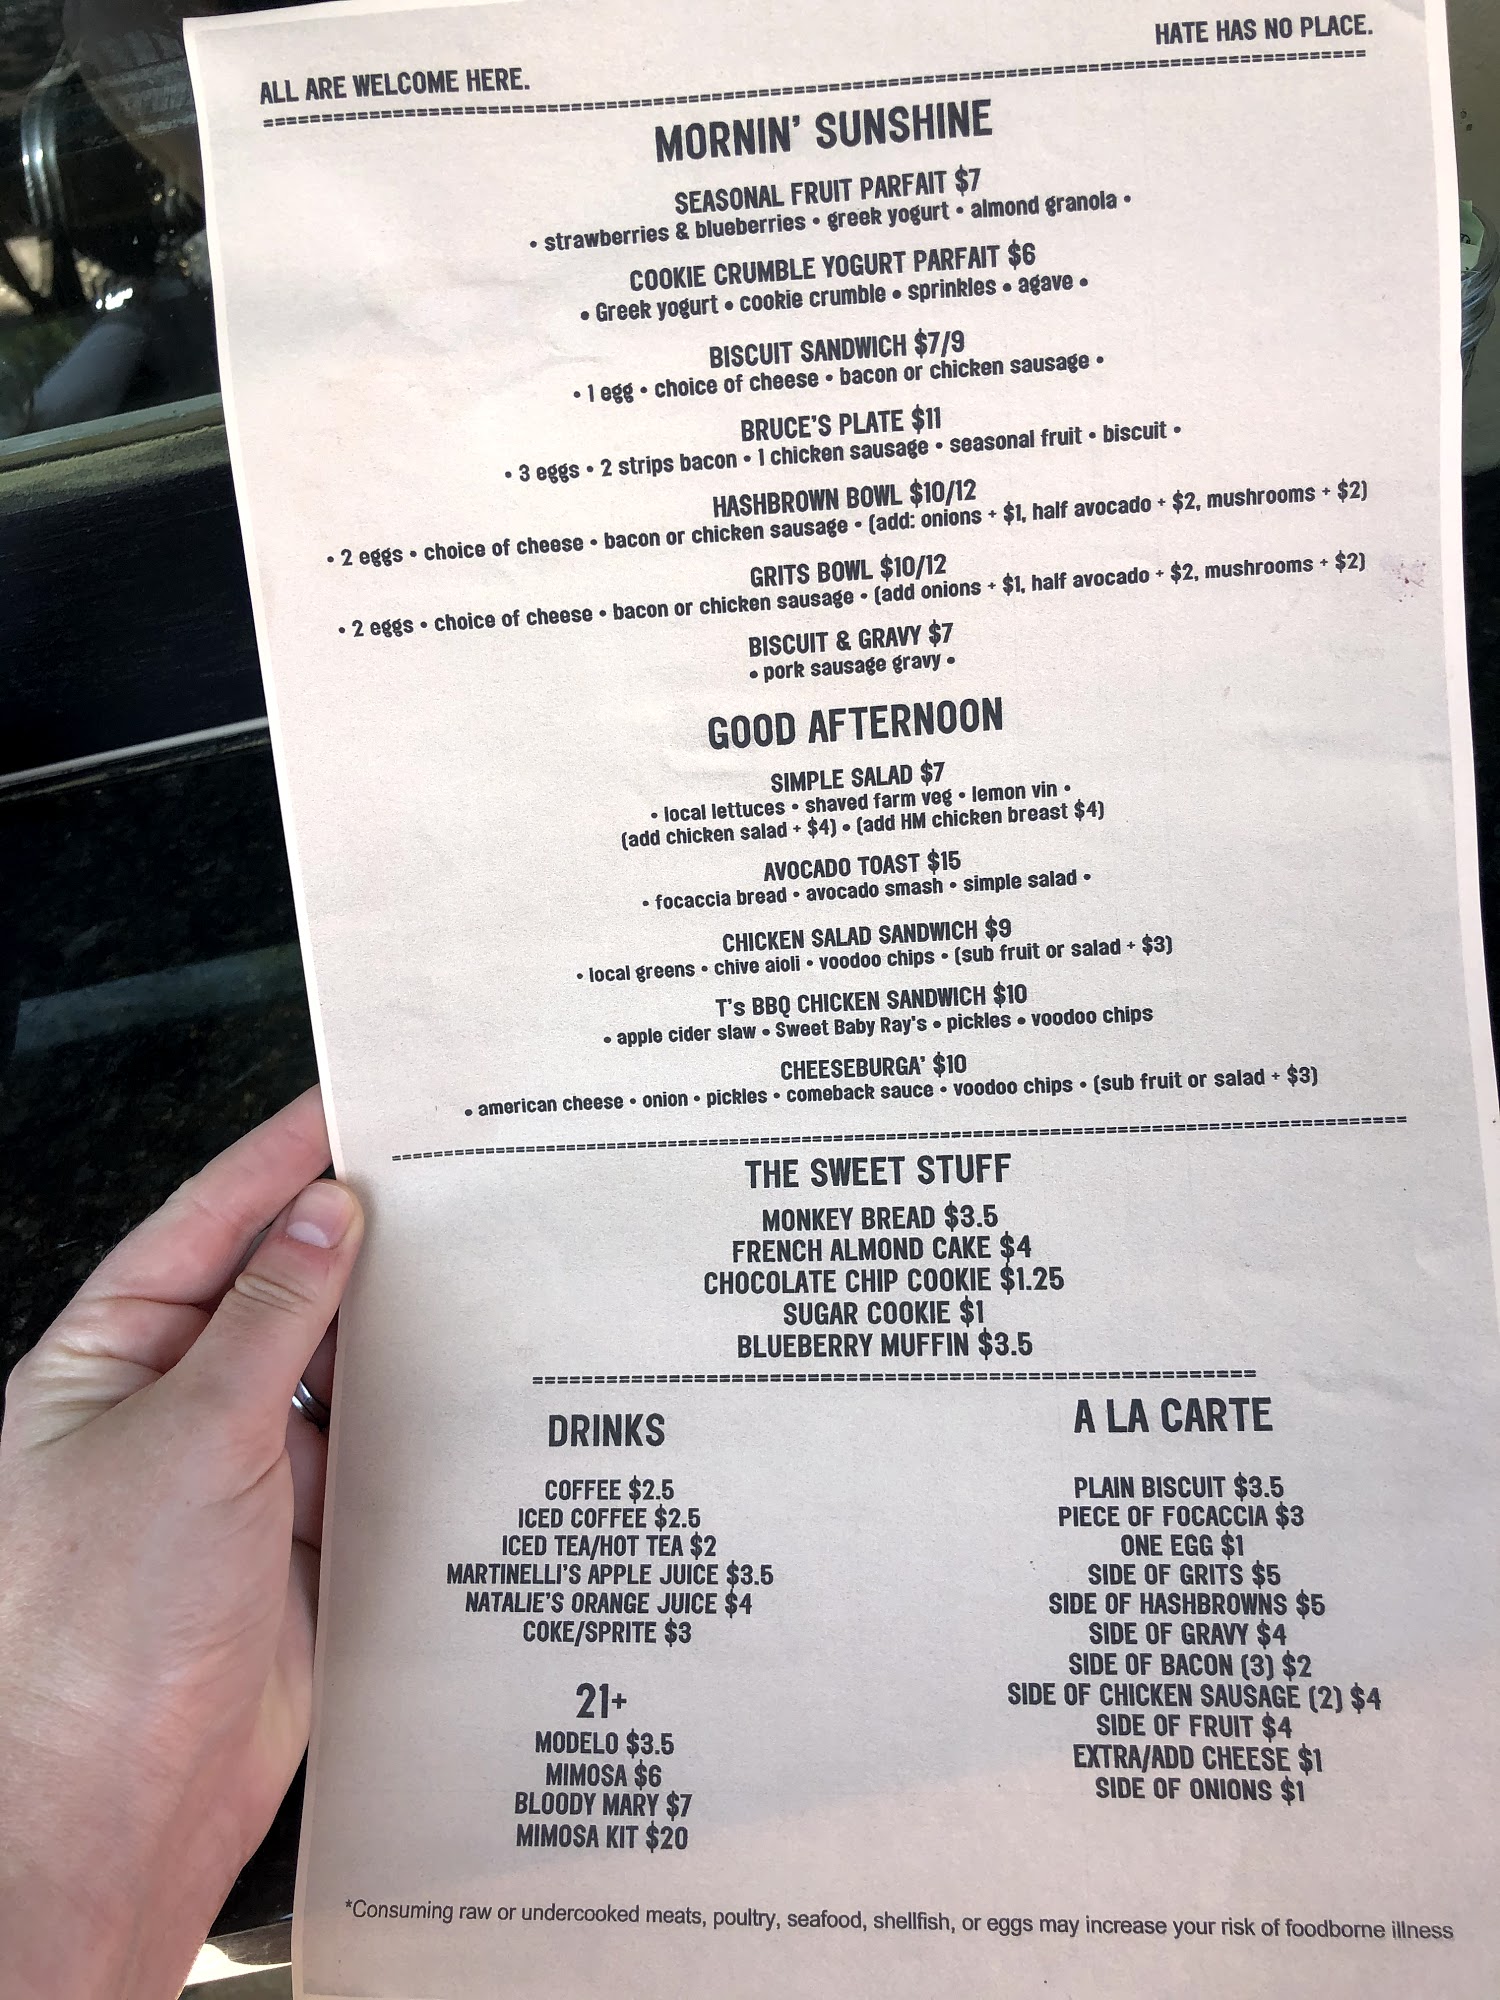 ALL ARE WELCOME HERE.
HATE HAS NO PLACE.
MORNIN' SUNSHINE
SEASONAL FRUIT PARFAIT $7
• strawberries & blueberries • greek yogurt • almond granola •
COOKIE CRUMBLE YOGURT PARFAIT $6
• Greek yogurt • cookie crumble • sprinkles • agave •
BISCUIT SANDWICH $7/9
• 1 egg • choice of cheese • bacon or chicken sausage •
BRUCE'S PLATE $11
• 3 eggs • 2 strips bacon • 1 chicken sausage • seasonal fruit • biscuit •
HASHBROWN BOWL $10/12
• 2 eggs • choice of cheese • bacon or chicken sausage • (add: onions + $1, half avocado + $2, mushrooms + $2)
GRITS BOWL $10/12
• 2 eggs • choice of cheese • bacon or chicken sausage • (add onions + $1, half avocado + $2, mushrooms + $2)
BISCUIT & GRAVY $7
• pork sausage gravy •
GOOD AFTERNOON
SIMPLE SALAD $7
• local lettuces • shaved farm veg • lemon vin •
(add chicken salad + $4) • (add HM chicken breast $4)
AVOCADO TOAST $15
• focaccia bread • avocado smash • simple salad •
CHICKEN SALAD SANDWICH $9
• local greens • chive aioli • voodoo chips • (sub fruit or salad + $3)
T's BBQ CHICKEN SANDWICH $10
• apple cider slaw • Sweet Baby Ray's • pickles • voodoo chips
CHEESEBURGA' $10
• american cheese • onion • pickles • comeback sauce • voodoo chips • (sub fruit or salad + $3)
THE SWEET STUFF
MONKEY BREAD $3.5
FRENCH ALMOND CAKE $4
CHOCOLATE CHIP COOKIE $1.25
SUGAR COOKIE $1
BLUEBERRY MUFFIN $3.5
DRINKS
COFFEE $2.5
ICED COFFEE $2.5
ICED TEA/HOT TEA $2
MARTINELLI'S APPLE JUICE $3.5
NATALIE'S ORANGE JUICE $4
COKE/SPRITE $3
21+
MODELO $3.5
MIMOSA $6
BLOODY MARY $7
MIMOSA KIT $20
A LA CARTE
PLAIN BISCUIT $3.5
PIECE OF FOCACCIA $3
ONE EGG $1
SIDE OF GRITS $5
SIDE OF HASHBROWNS $5
SIDE OF GRAVY $4
SIDE OF BACON (3) $2
SIDE OF CHICKEN SAUSAGE (2) $4
SIDE OF FRUIT $4
EXTRA/ADD CHEESE $1
SIDE OF ONIONS $1
*Consuming raw or undercooked meats, poultry, seafood, shellfish, or eggs may increase your risk of foodborne illness